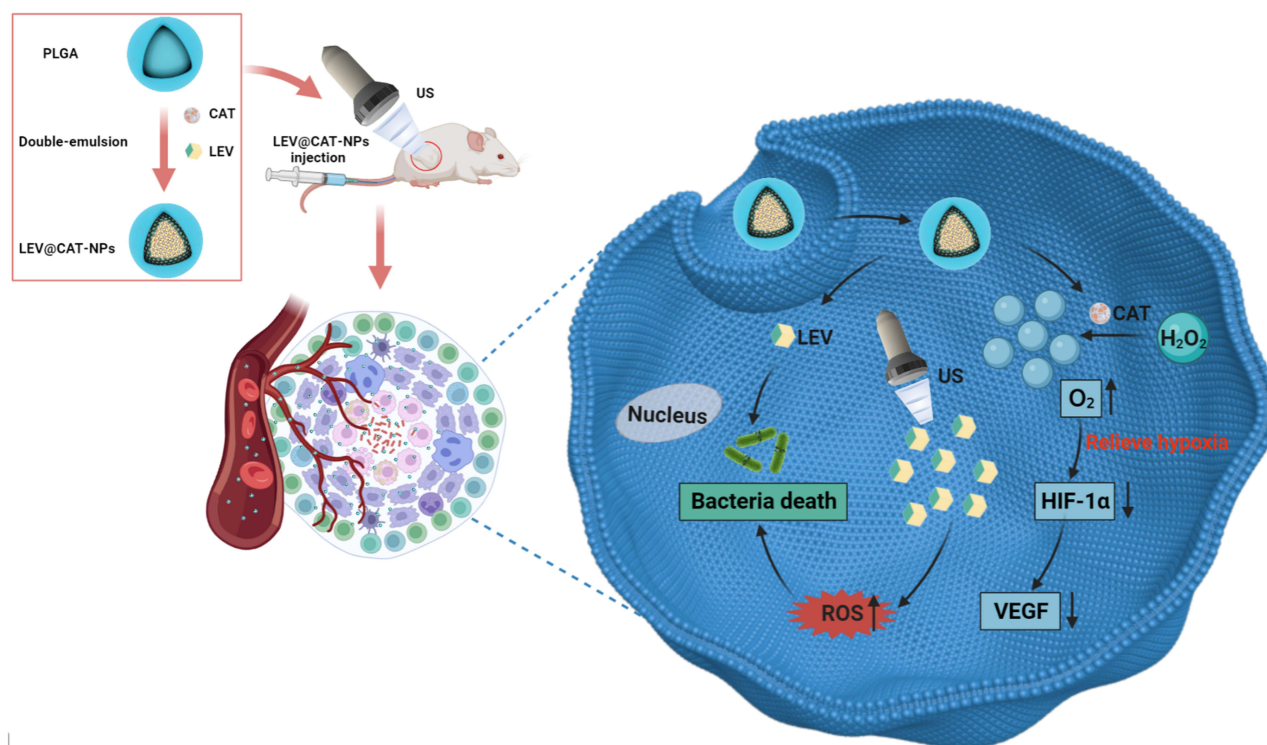 PLGA
CAT
Double-emulsion
LEV
LEV@CAT-NPs
US
LEV@CAT-NPs
injection
LEV
CAT
H₂O₂
US
O₂
Nucleus
Relieve hypoxia
Bacteria death
HIF-1α
ROS
VEGF